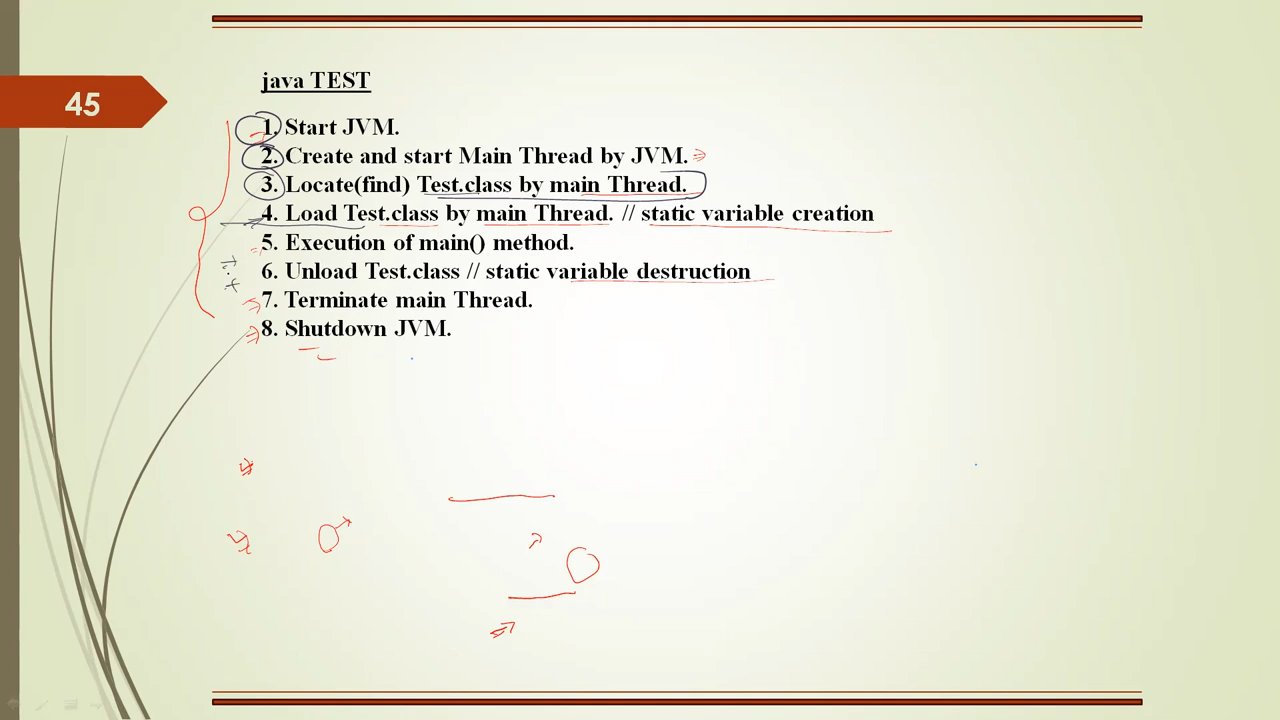 java TEST
45
1. Start JVM.
2. Create and start Main Thread by JVM.
3. Locate(find) Test.class by main Thread.
4. Load Test.class by main Thread. // static variable creation
5. Execution of main() method.
6. Unload Test.class // static variable destruction
7. Terminate main Thread.
8. Shutdown JVM.